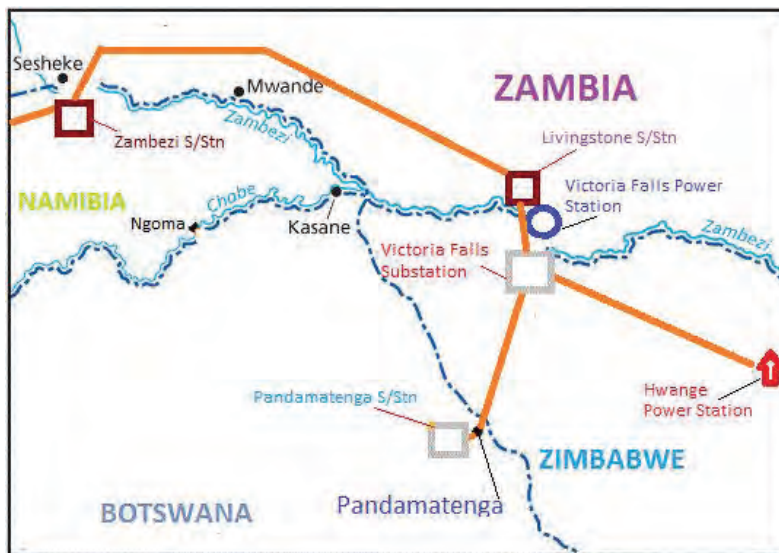 Sesheke
Mwande
ZAMBIA
Zambezi S/Stn
Zambezi
Livingstone S/Stn
Victoria Falls Power
Station
NAMIBIA
Chobe
Ngoma
Kasane
Zambezi
Victoria Falls
Substation
Pandamatenga S/Stn
Hwange
Power Station
ZIMBABWE
Pandamatenga
BOTSWANA